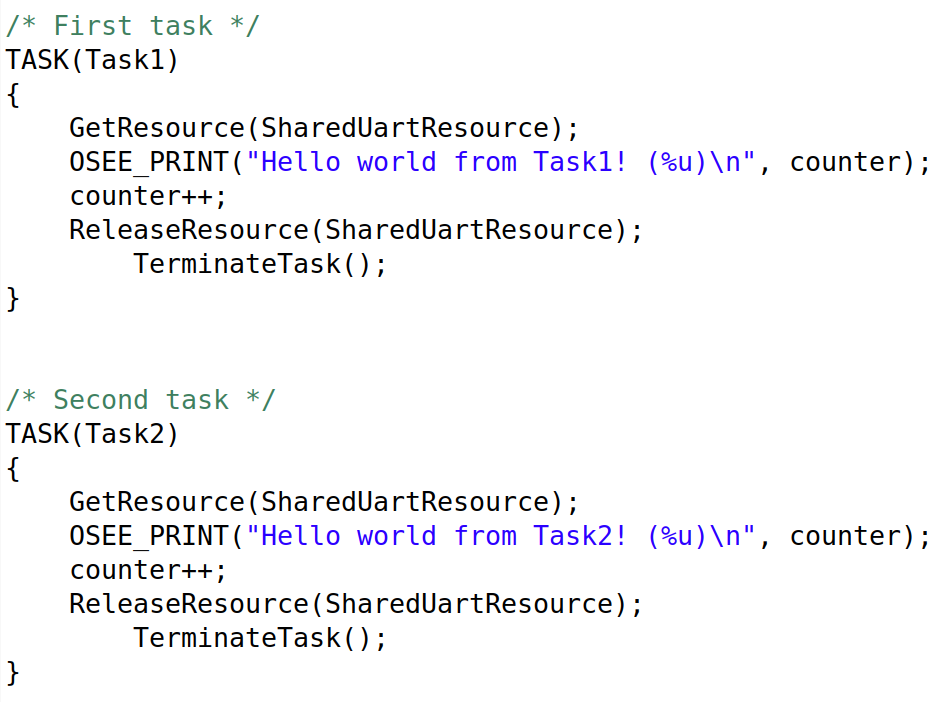 /* First task */
TASK(Task1)
{
    GetResource(SharedUartResource);
    OSEE_PRINT("Hello world from Task1! (%u)\n", counter);
    counter++;
    ReleaseResource(SharedUartResource);
        TerminateTask();
}

/* Second task */
TASK(Task2)
{
    GetResource(SharedUartResource);
    OSEE_PRINT("Hello world from Task2! (%u)\n", counter);
    counter++;
    ReleaseResource(SharedUartResource);
        TerminateTask();
}